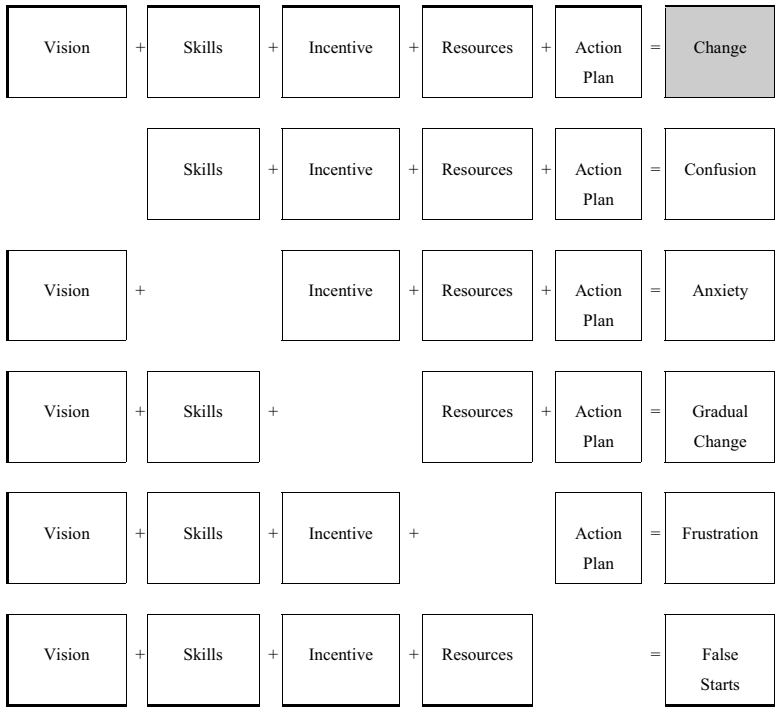 Vision + Skills + Incentive + Resources + Action = Change
Plan
Skills + Incentive + Resources + Action = Confusion
Plan
Vision + Incentive + Resources + Action = Anxiety
Plan
Vision + Skills + Resources + Action = Gradual
Plan Change
Vision + Skills + Incentive + Action = Frustration
Plan
Vision + Skills + Incentive + Resources = False
Starts